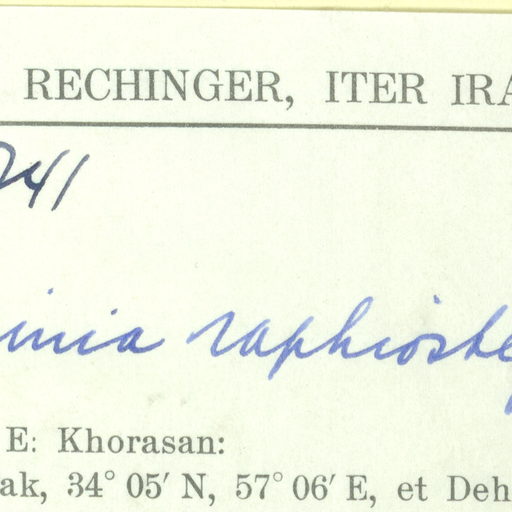 RECHINGER, ITER IRA
241
inia raphioste
E: Khorasan:
ak, 34° 05′ N, 57° 06′ E, et Deh